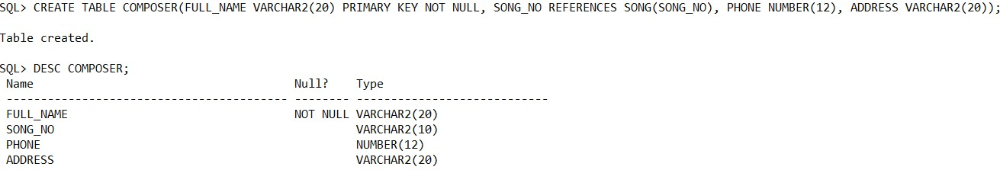 SQL> CREATE TABLE COMPOSER(FULL_NAME VARCHAR2(20) PRIMARY KEY NOT NULL, SONG_NO REFERENCES SONG(SONG_NO), PHONE NUMBER(12), ADDRESS VARCHAR2(20));
Table created.
SQL> DESC COMPOSER;
Name Null? Type
----------------------------------------- -------- ----------------------------
FULL_NAME NOT NULL VARCHAR2(20)
SONG_NO VARCHAR2(10)
PHONE NUMBER(12)
ADDRESS VARCHAR2(20)